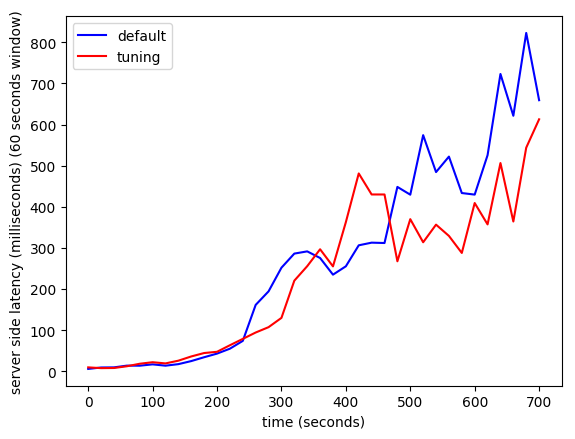 default
tuning
server side latency (milliseconds) (60 seconds window)
800
700
600
500
400
300
200
100
0
0 100 200 300 400 500 600 700
time (seconds)